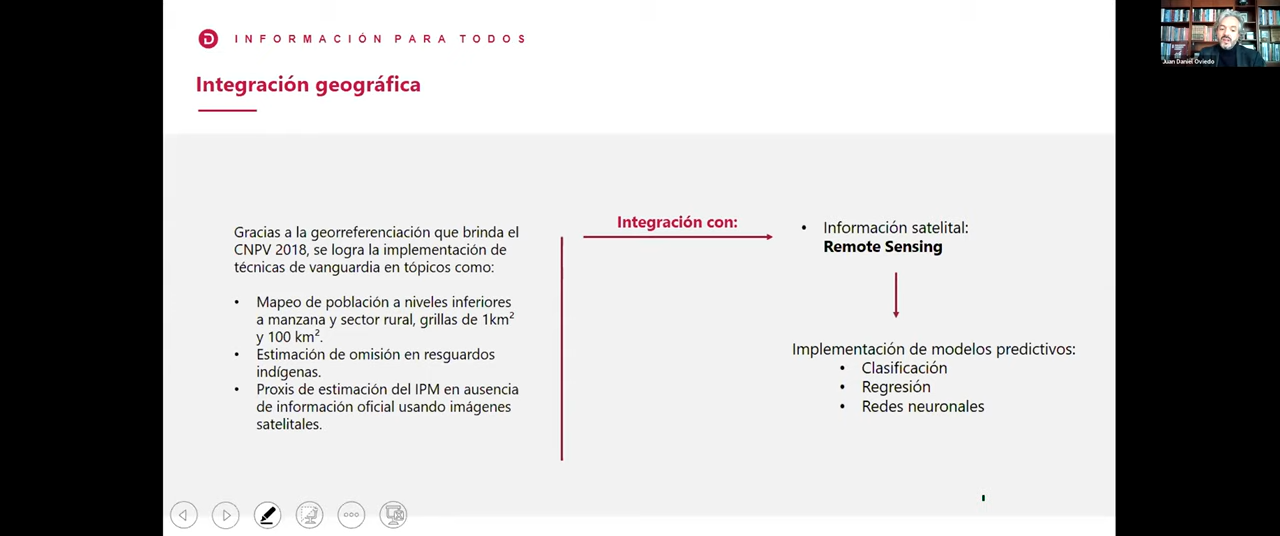 INFORMACIÓN PARA TODOS
Integración geográfica
Gracias a la georreferenciación que brinda el
CNPV 2018, se logra la implementación de
técnicas de vanguardia en tópicos como:
• Mapeo de población a niveles inferiores
a manzana y sector rural, grillas de 1km²
y 100 km².
• Estimación de omisión en resguardos
indígenas.
• Proxis de estimación del IPM en ausencia
de información oficial usando imágenes
satelitales.
Integración con:
• Información satelital:
Remote Sensing
Implementación de modelos predictivos:
• Clasificación
• Regresión
• Redes neuronales
Juan Daniel Oviedo